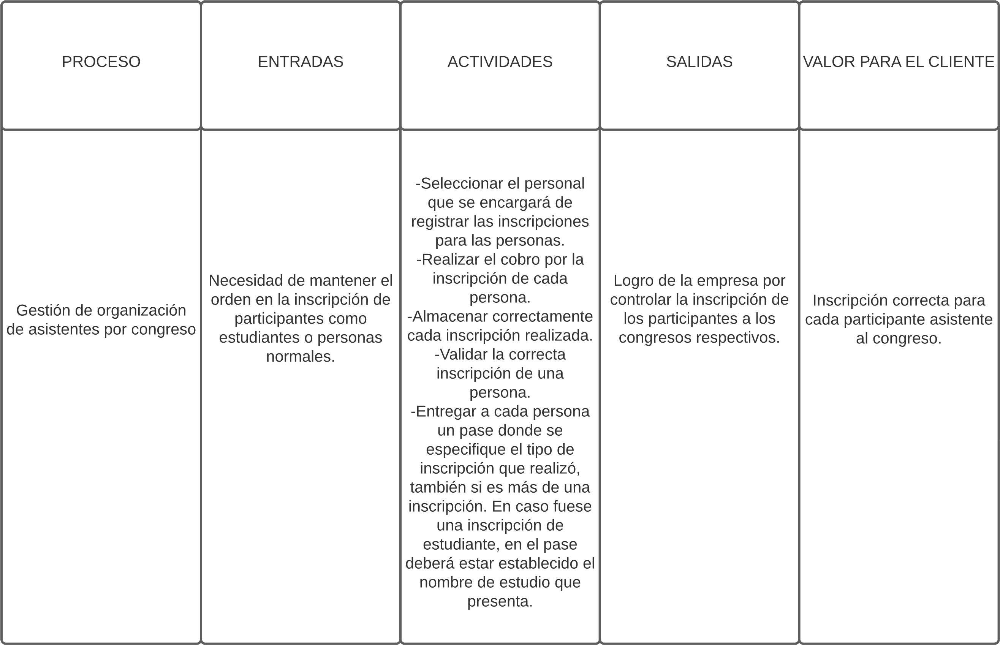 PROCESO
ENTRADAS
ACTIVIDADES
SALIDAS
VALOR PARA EL CLIENTE
Gestión de organización
de asistentes por congreso
Necesidad de mantener el
orden en la inscripción de
participantes como
estudiantes o personas
normales.
-Seleccionar el personal
que se encargará de
registrar las inscripciones
para las personas.
-Realizar el cobro por la
inscripción de cada
persona.
-Almacenar correctamente
cada inscripción realizada.
-Validar la correcta
inscripción de una
persona.
-Entregar a cada persona
un pase donde se
especifique el tipo de
inscripción que realizó,
también si es más de una
inscripción. En caso fuese
una inscripción de
estudiante, en el pase
deberá estar establecido el
nombre de estudio que
presenta.
Logro de la empresa por
controlar la inscripción de
los participantes a los
congresos respectivos.
Inscripción correcta para
cada participante asistente
al congreso.